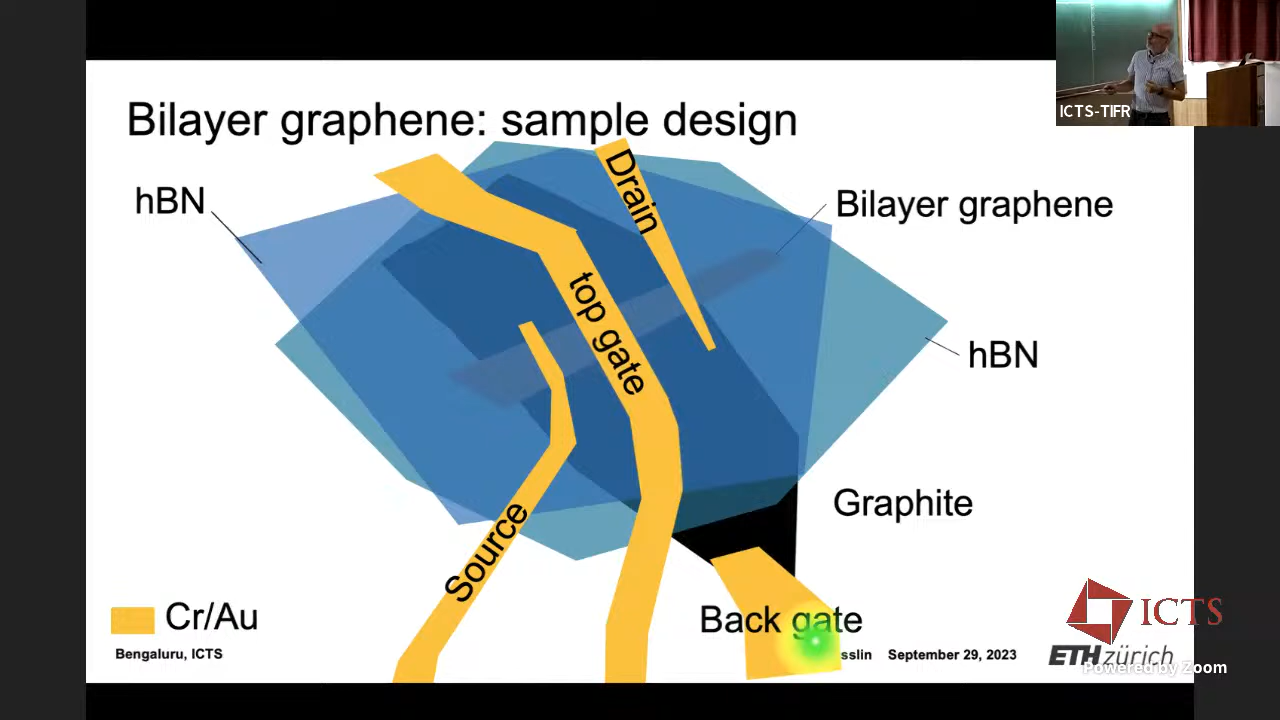 ICTS-TIFR
Bilayer graphene: sample design
hBN
Drain
Bilayer graphene
top gate
hBN
Graphite
Source
Cr/Au
Back gate
Bengaluru, ICTS
sslin September 29, 2023
ICTS
ETH zürich
Powered by Zoom